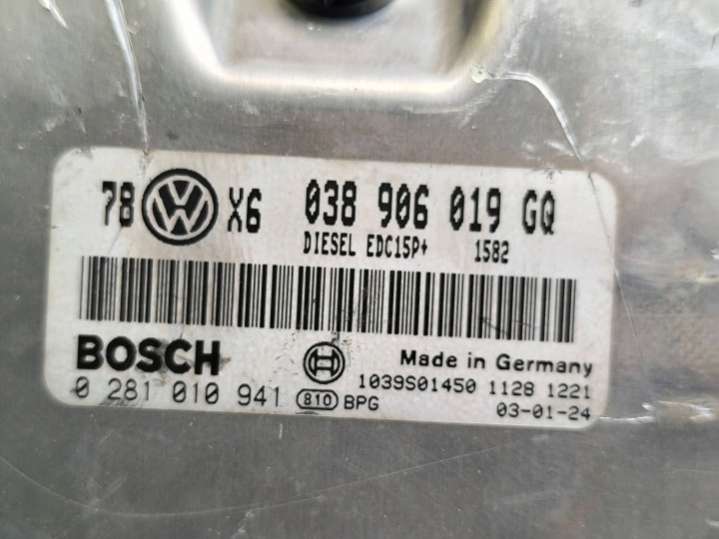 78 VW X6 038 906 019 GQ
DIESEL EDC15P+ 1582
BOSCH Made in Germany
0 281 010 941 810 BPG 1039S01450 1128 1221
03-01-24